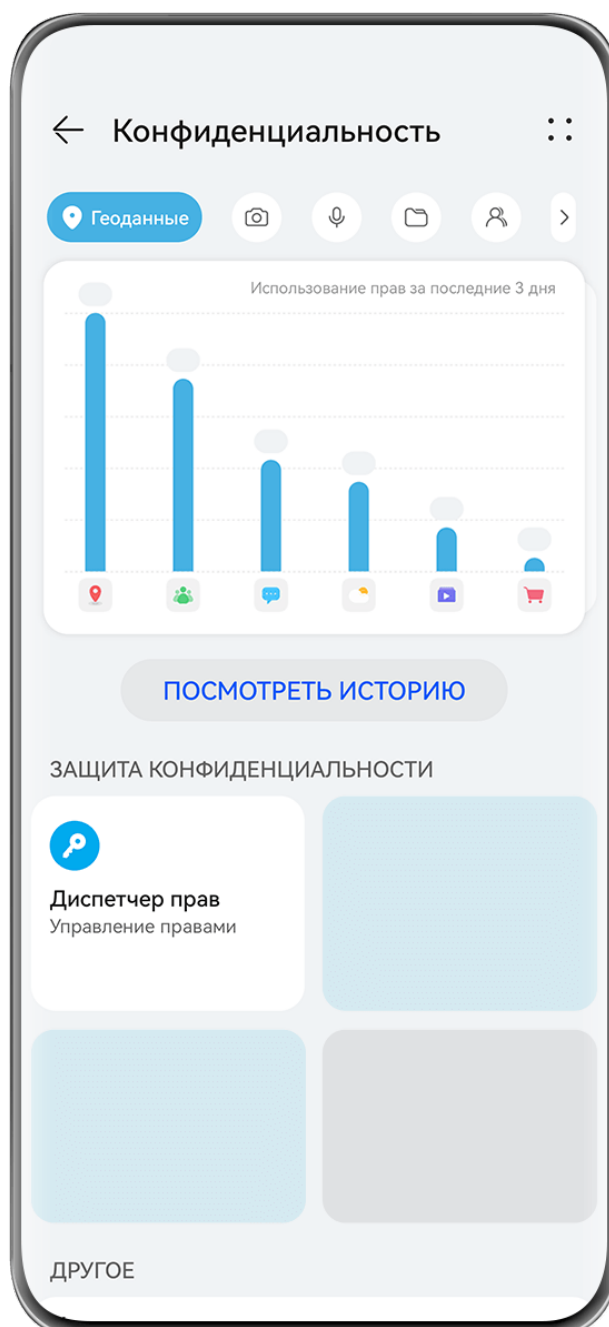 Конфиденциальность
Геоданные
Использование прав за последние 3 дня
ПОСМОТРЕТЬ ИСТОРИЮ
ЗАЩИТА КОНФИДЕНЦИАЛЬНОСТИ
Диспетчер прав
Управление правами
ДРУГОЕ